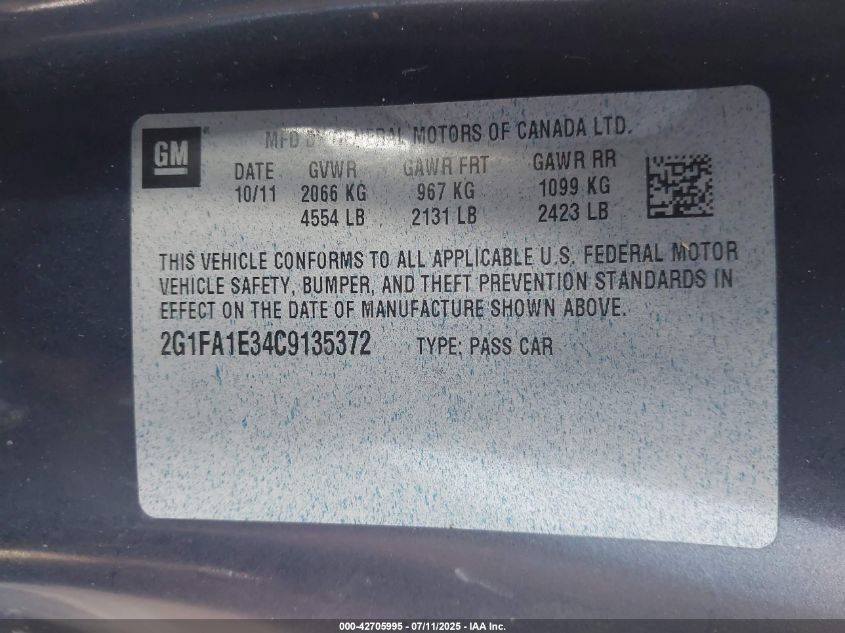 GM
MFD BY GENERAL MOTORS OF CANADA LTD.
DATE GVWR GAWR FRT GAWR RR
10/11 2066 KG 967 KG 1099 KG
4554 LB 2131 LB 2423 LB
THIS VEHICLE CONFORMS TO ALL APPLICABLE U.S. FEDERAL MOTOR
VEHICLE SAFETY, BUMPER, AND THEFT PREVENTION STANDARDS IN
EFFECT ON THE DATE OF MANUFACTURE SHOWN ABOVE.
2G1FA1E34C9135372 TYPE: PASS CAR
000-42705995 - 07/11/2025 - IAA Inc.